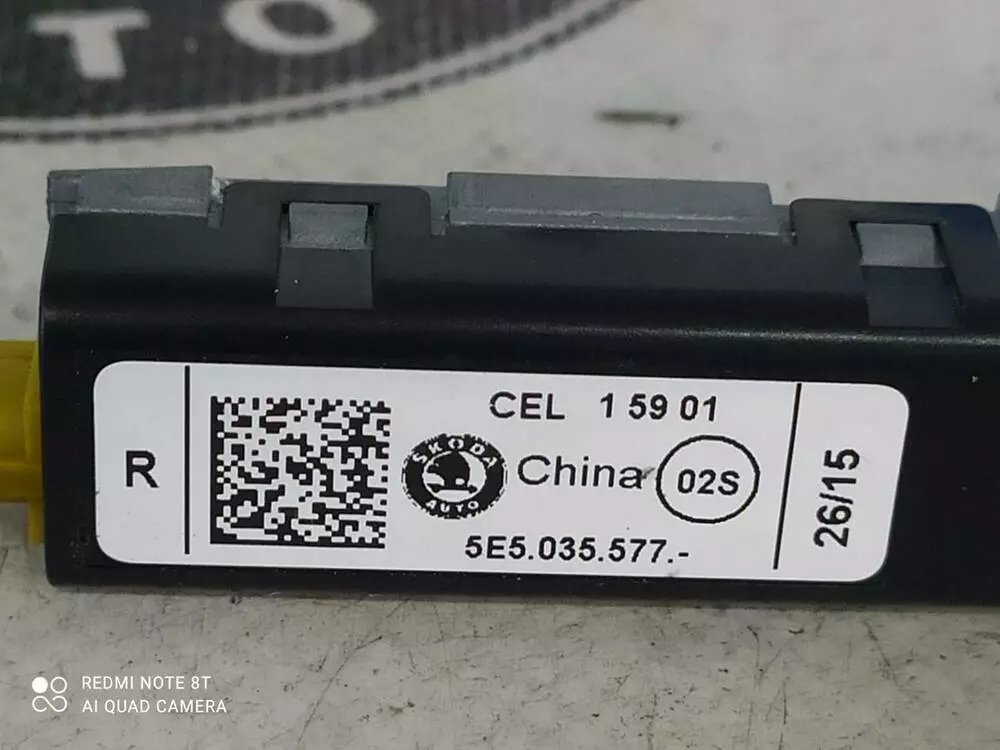 TO
R
CEL 1 59 01
ŠKODA
AUTO
China
02S
5E5.035.577.-
26/15
REDMI NOTE 8T
AI QUAD CAMERA